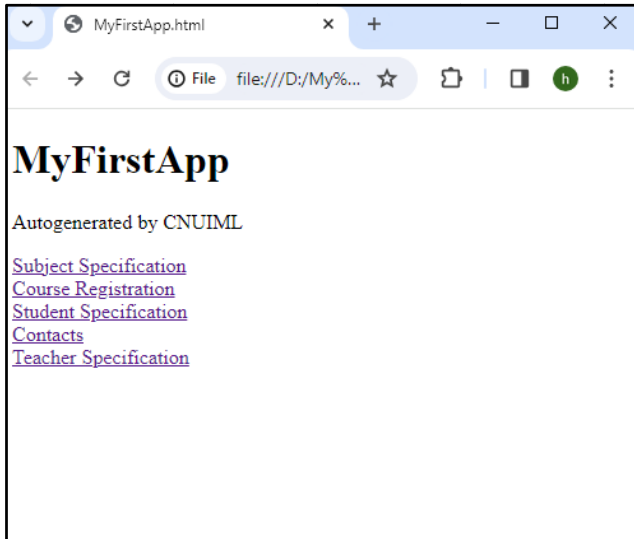 MyFirstApp.html
File file:///D:/My%...
h
MyFirstApp
Autogenerated by CNUIML
Subject Specification
Course Registration
Student Specification
Contacts
Teacher Specification